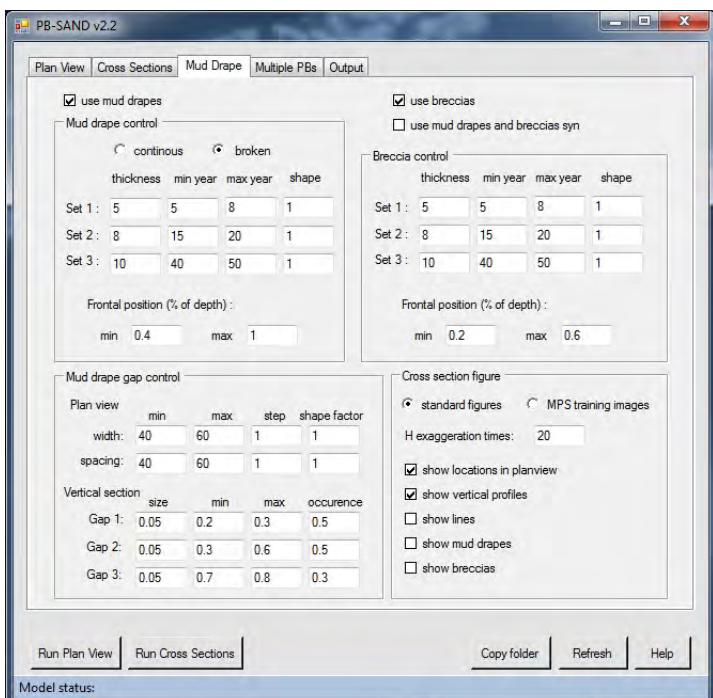 PB-SAND v2.2
Plan View Cross Sections Mud Drape Multiple PBs Output
use mud drapes
Mud drape control
continous broken
thickness min year max year shape
Set 1 : 5 5 8 1
Set 2 : 8 15 20 1
Set 3 : 10 40 50 1
Frontal position (% of depth) :
min 0.4 max 1
use breccias
use mud drapes and breccias syn
Breccia control
thickness min year max year shape
Set 1 : 5 5 8 1
Set 2 : 8 15 20 1
Set 3 : 10 40 50 1
Frontal position (% of depth) :
min 0.2 max 0.6
Mud drape gap control
Plan view
min max step shape factor
width: 40 60 1 1
spacing: 40 60 1 1
Vertical section
size min max occurence
Gap 1: 0.05 0.2 0.3 0.5
Gap 2: 0.05 0.3 0.6 0.5
Gap 3: 0.05 0.7 0.8 0.3
Cross section figure
standard figures MPS training images
H exaggeration times: 20
show locations in planview
show vertical profiles
show lines
show mud drapes
show breccias
Run Plan View Run Cross Sections Copy folder Refresh Help
Model status: